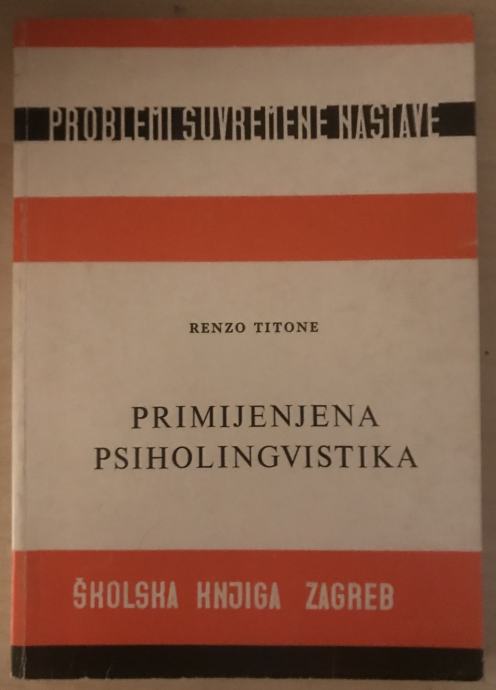 PROBLEMI SUVREMENE NASTAVE
RENZO TITONE
PRIMIJENJENA
PSIHOLINGVISTIKA
ŠKOLSKA KNJIGA ZAGREB